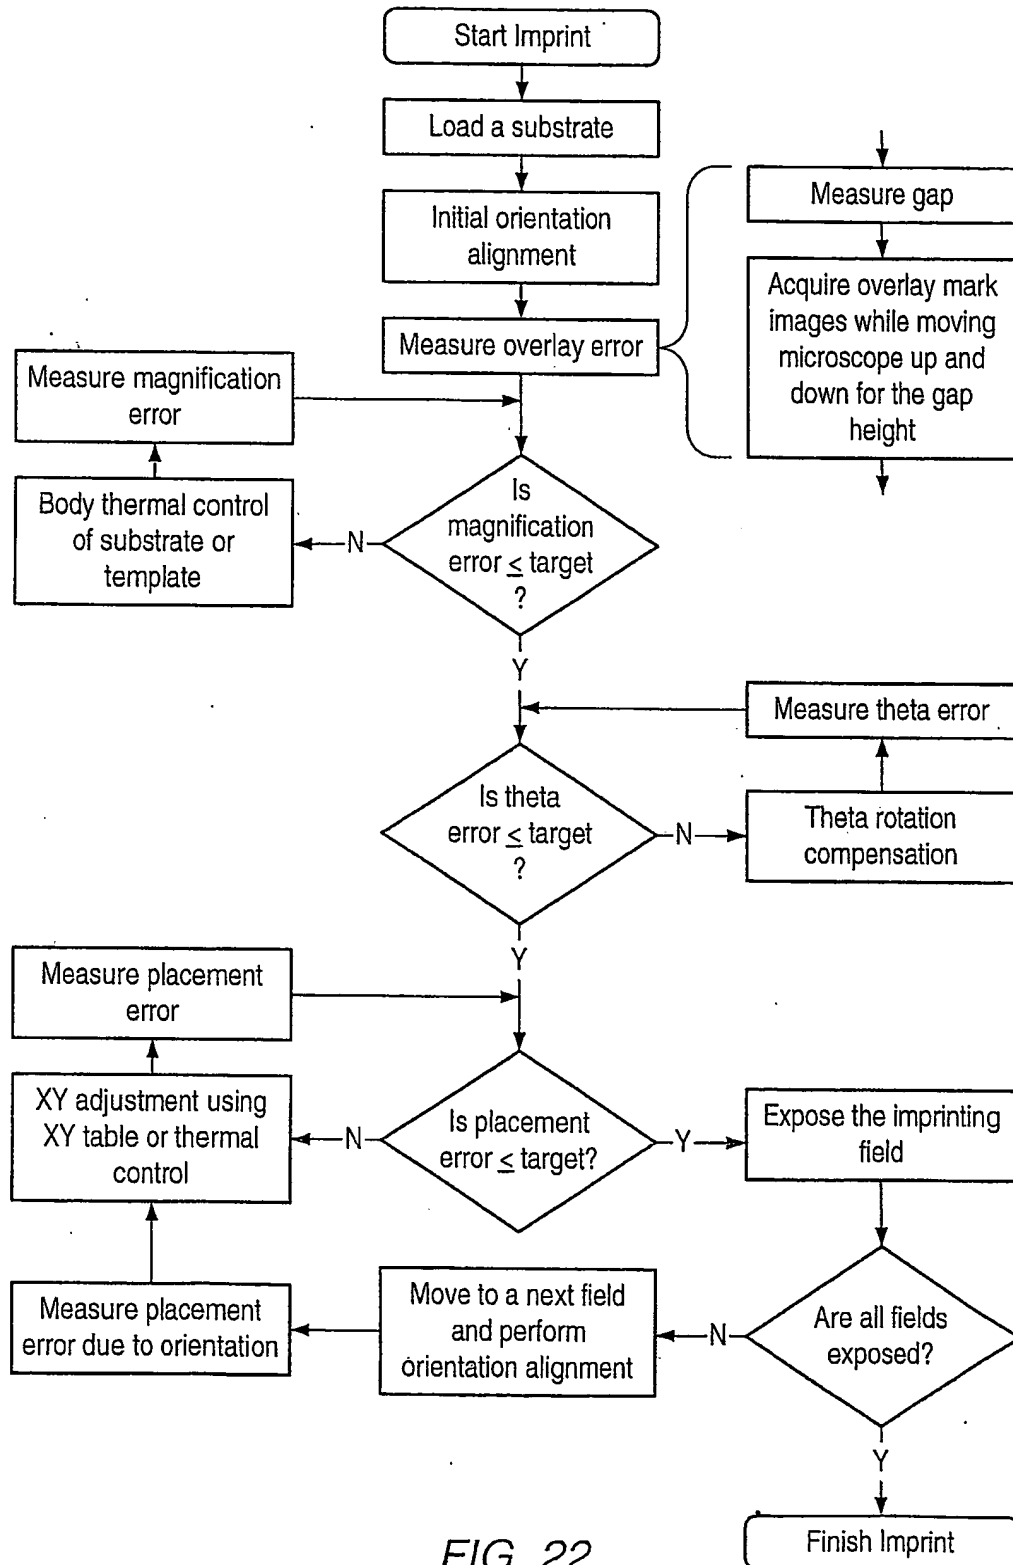 Start Imprint
Load a substrate
Initial orientation
alignment
Measure overlay error
Measure gap
Acquire overlay mark
images while moving
microscope up and
down for the gap
height
Measure magnification
error
Body thermal control
of substrate or
template
N
Is
magnification
error ≤ target
?
Y
Measure theta error
Is theta
error ≤ target
?
N
Theta rotation
compensation
Y
Measure placement
error
XY adjustment using
XY table or thermal
control
N
Is placement
error ≤ target?
Y
Expose the imprinting
field
Measure placement
error due to orientation
Move to a next field
and perform
orientation alignment
N
Are all fields
exposed?
Y
Finish Imprint
FIG. 22